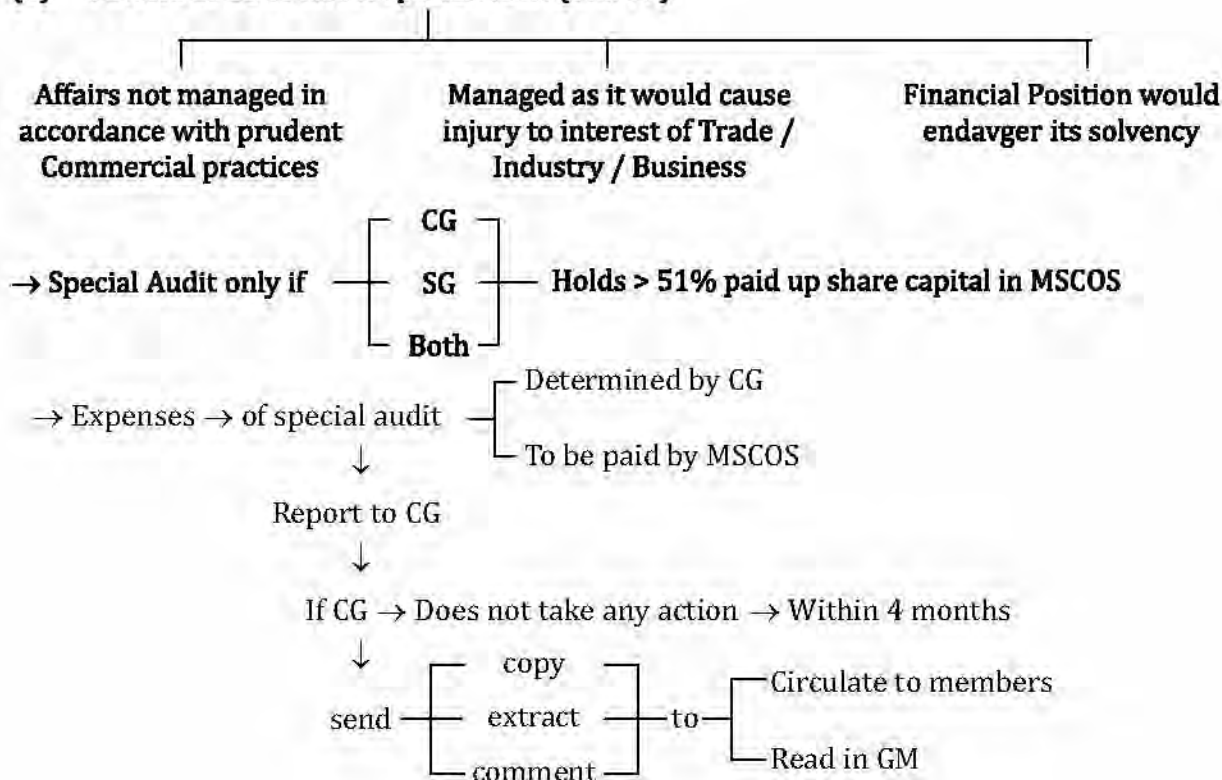 Affairs not managed in
accordance with prudent
Commercial practices
Managed as it would cause
injury to interest of Trade /
Industry / Business
Financial Position would
endavger its solvency
→ Special Audit only if
CG
SG
Both
Holds > 51% paid up share capital in MSCOS
→ Expenses → of special audit
Determined by CG
To be paid by MSCOS
↓
Report to CG
↓
If CG → Does not take any action → Within 4 months
↓
send
copy
extract
comment
to
Circulate to members
Read in GM